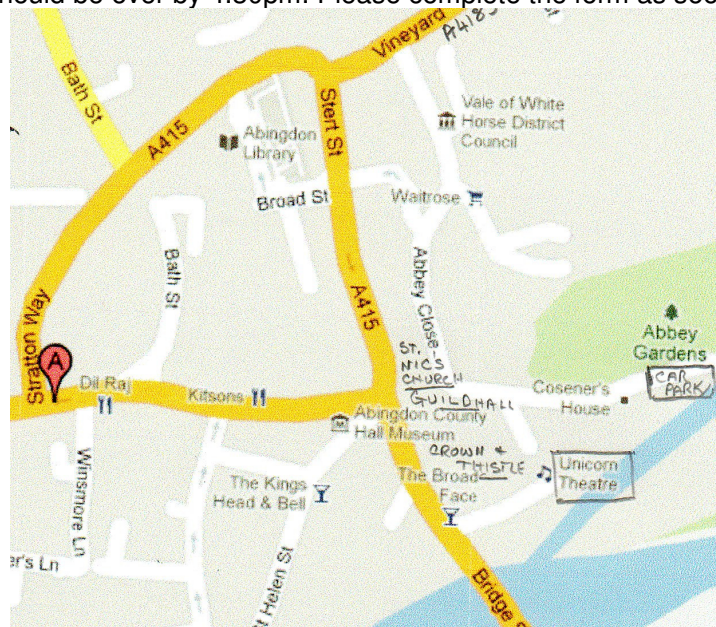 hould be over by 4.30pm. Please complete the form as soo
Vineyard
A4183
Bath St
A415
Stert St
Vale of White
Horse District
Council
Abingdon
Library
Broad St
Waitrose
Bath St
Abbey Close
A415
Stratton Way
A
Abbey
Gardens
ST.
NICS
CHURCH
GUILDHALL
CAR
PARK
Cosener's
House
Dil Raj
Kitsons
Abingdon County
Hall Museum
CROWN &
THISTLE
Unicorn
Theatre
The Broad
Face
The Kings
Head & Bell
Winsmore Ln
er's Ln
St Helen St
Bridge S